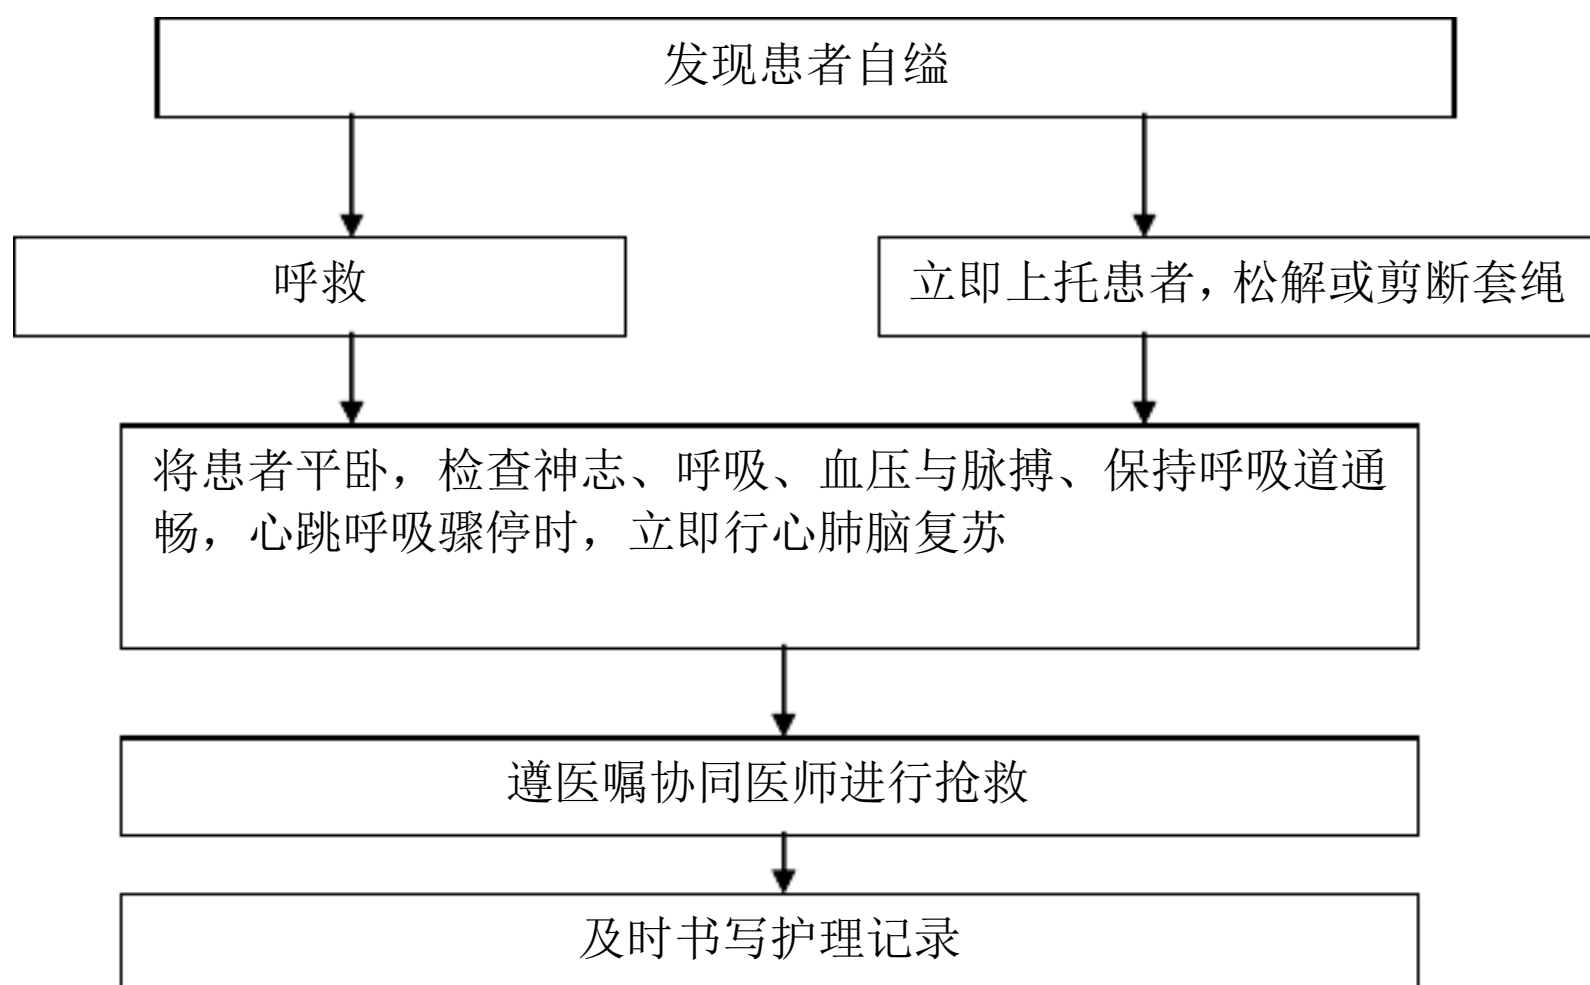 发现患者自缢
呼救
立即上托患者，松解或剪断套绳
将患者平卧，检查神志、呼吸、血压与脉搏、保持呼吸道通
畅，心跳呼吸骤停时，立即行心肺脑复苏
遵医嘱协同医师进行抢救
及时书写护理记录